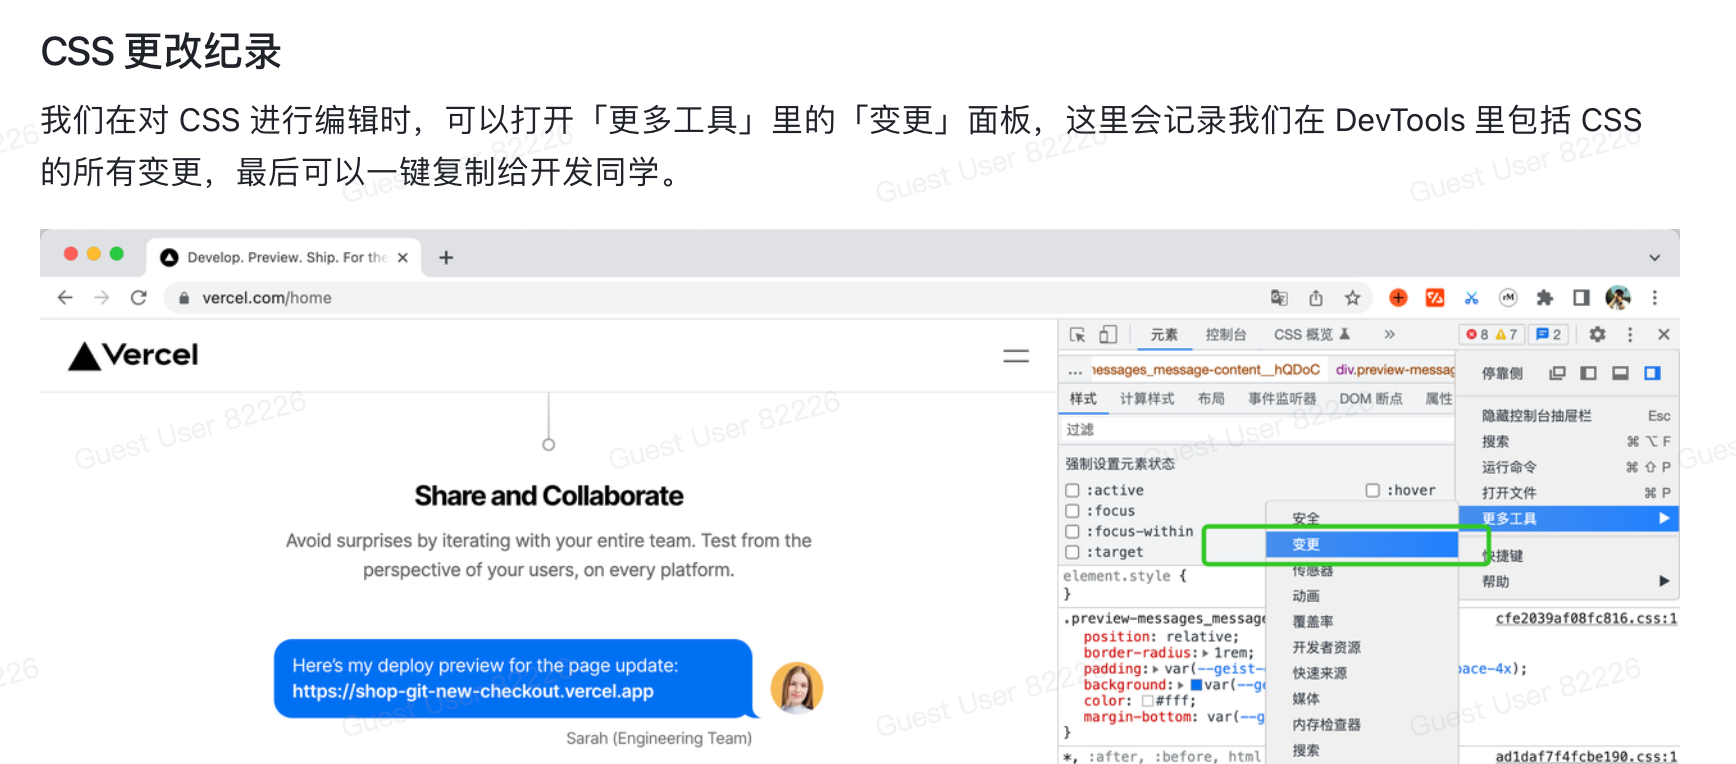 CSS 更改纪录
我们在对 CSS 进行编辑时，可以打开「更多工具」里的「变更」面板，这里会记录我们在 DevTools 里包括 CSS
的所有变更，最后可以一键复制给开发同学。
Develop. Preview. Ship. For the
vercel.com/home
Vercel
元素 控制台 CSS 概览 » 8 7 2
... nessages_message-content__hQDoC div.preview-messag
停靠侧
样式 计算样式 布局 事件监听器 DOM 断点 属性
隐藏控制台抽屉栏 Esc
过滤
搜索 ⌘ ⌥ F
强制设置元素状态
运行命令 ⌘ ⇧ P
:active :hover
打开文件 ⌘ P
:focus
更多工具
:focus-within
:target
快捷键
帮助
安全
变更
传感器
动画
覆盖率
开发者资源
快速来源
媒体
内存检查器
搜索
element.style {
}
.preview-messages_message cfe2039af08fc816.css:1
position: relative;
border-radius: 1rem;
padding: var(--geist- pace-4x);
background: var(--ge
color: #fff;
margin-bottom: var(--g
}
*, :after, :before, html ad1daf7f4fcbe190.css:1
Share and Collaborate
Avoid surprises by iterating with your entire team. Test from the
perspective of your users, on every platform.
Here's my deploy preview for the page update:
https://shop-git-new-checkout.vercel.app
Sarah (Engineering Team)
Guest User 82226